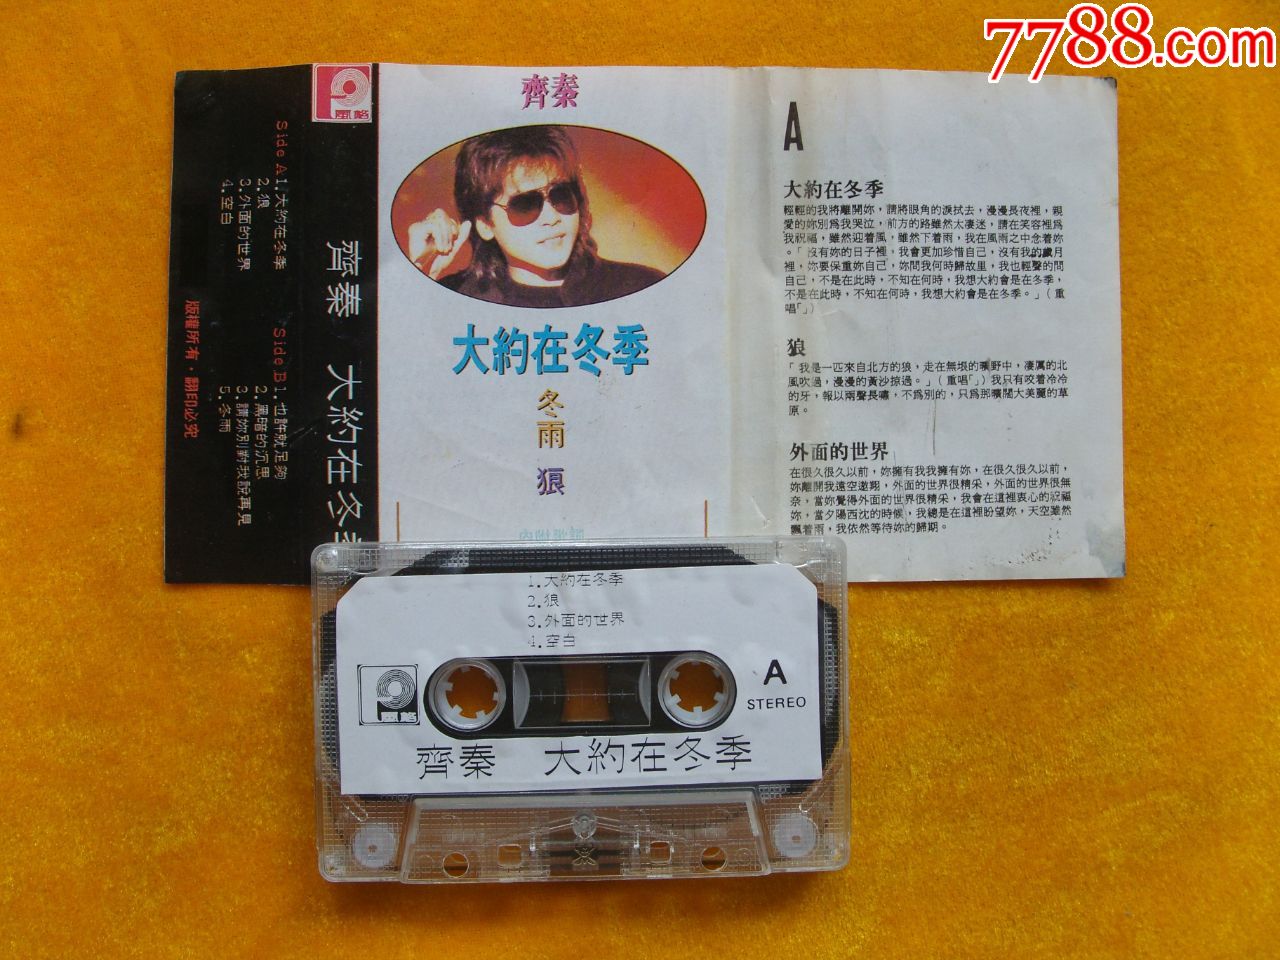 7788.com
風格
Side A 1. 大約在冬季
2. 狼
3. 外面的世界
4. 空白
Side B 1. 也許就足夠
2. 黑暗的沉思
3. 請妳別對我說再見
5. 冬雨
版權所有·翻印必究
齊秦 大約在冬季
齊秦
大約在冬季
冬雨
狼
A
大約在冬季
輕輕的我將離開妳，請將眼角的淚拭去，漫漫長夜裡，親
愛的妳別為我哭泣，前方的路雖然太凄迷，請在笑容裡爲
我祝福，雖然迎着風，雖然下着雨，我在風雨之中念着妳
。「沒有妳的日子裡，我會更加珍惜自己，沒有我的歲月
裡，妳要保重妳自己，妳問我何時歸故里，我也輕聲的問
自己，不是在此時，不知在何時，我想大約會是在冬季，
不是在此時，不知在何時，我想大約會是在冬季。」（重
唱「」）
狼
「我是一匹來自北方的狼，走在無垠的曠野中，凄厲的北
風吹過，漫漫的黃沙掠過。」（重唱「」）我只有咬着冷冷
的牙，報以兩聲長嘯，不爲別的，只爲那曠闊大美麗的草
原。
外面的世界
在很久很久以前，妳擁有我我擁有妳，在很久很久以前，
妳離開我遠空遨翔，外面的世界很精采，外面的世界很無
奈，當妳覺得外面的世界很精采，我會在這裡衷心的祝福
妳，當夕陽西沈的時候，我總是在這裡盼望妳，天空雖然
飄着雨，我依然等待妳的歸期。」
1. 大約在冬季
2. 狼
3. 外面的世界
4. 空白
風格
A
STEREO
齊秦 大約在冬季